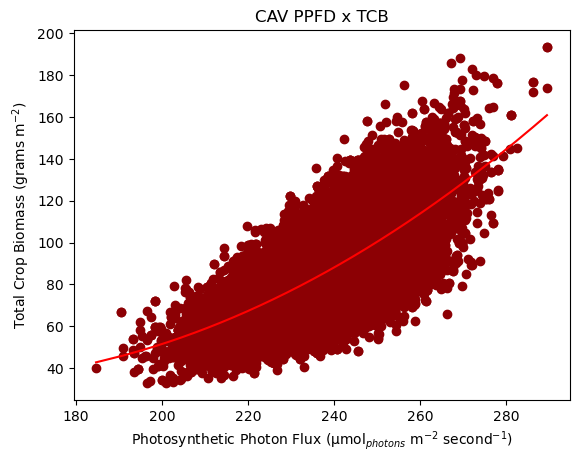 CAV PPFD x TCB
Total Crop Biomass (grams m⁻²)
200
180
160
140
120
100
80
60
40
180 200 220 240 260 280
Photosynthetic Photon Flux (μmol_photons m⁻² second⁻¹)